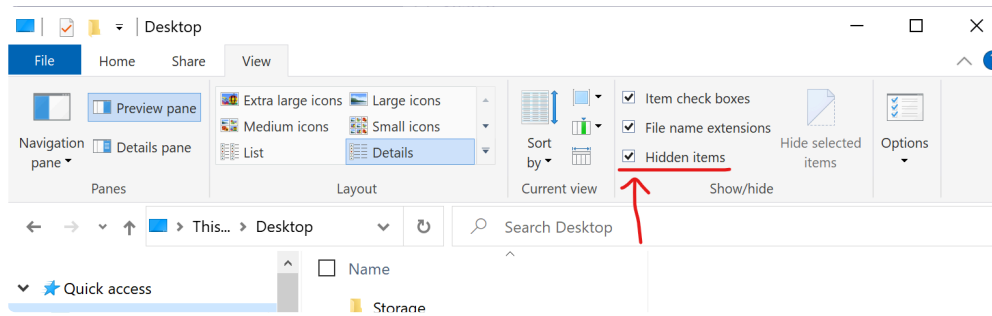 Desktop
File Home Share View
Navigation pane
Preview pane
Details pane
Panes
Extra large icons Large icons
Medium icons Small icons
List Details
Layout
Sort by
Current view
Item check boxes
File name extensions
Hidden items
Hide selected items
Show/hide
Options
This... > Desktop
Search Desktop
Quick access
Name
Storage